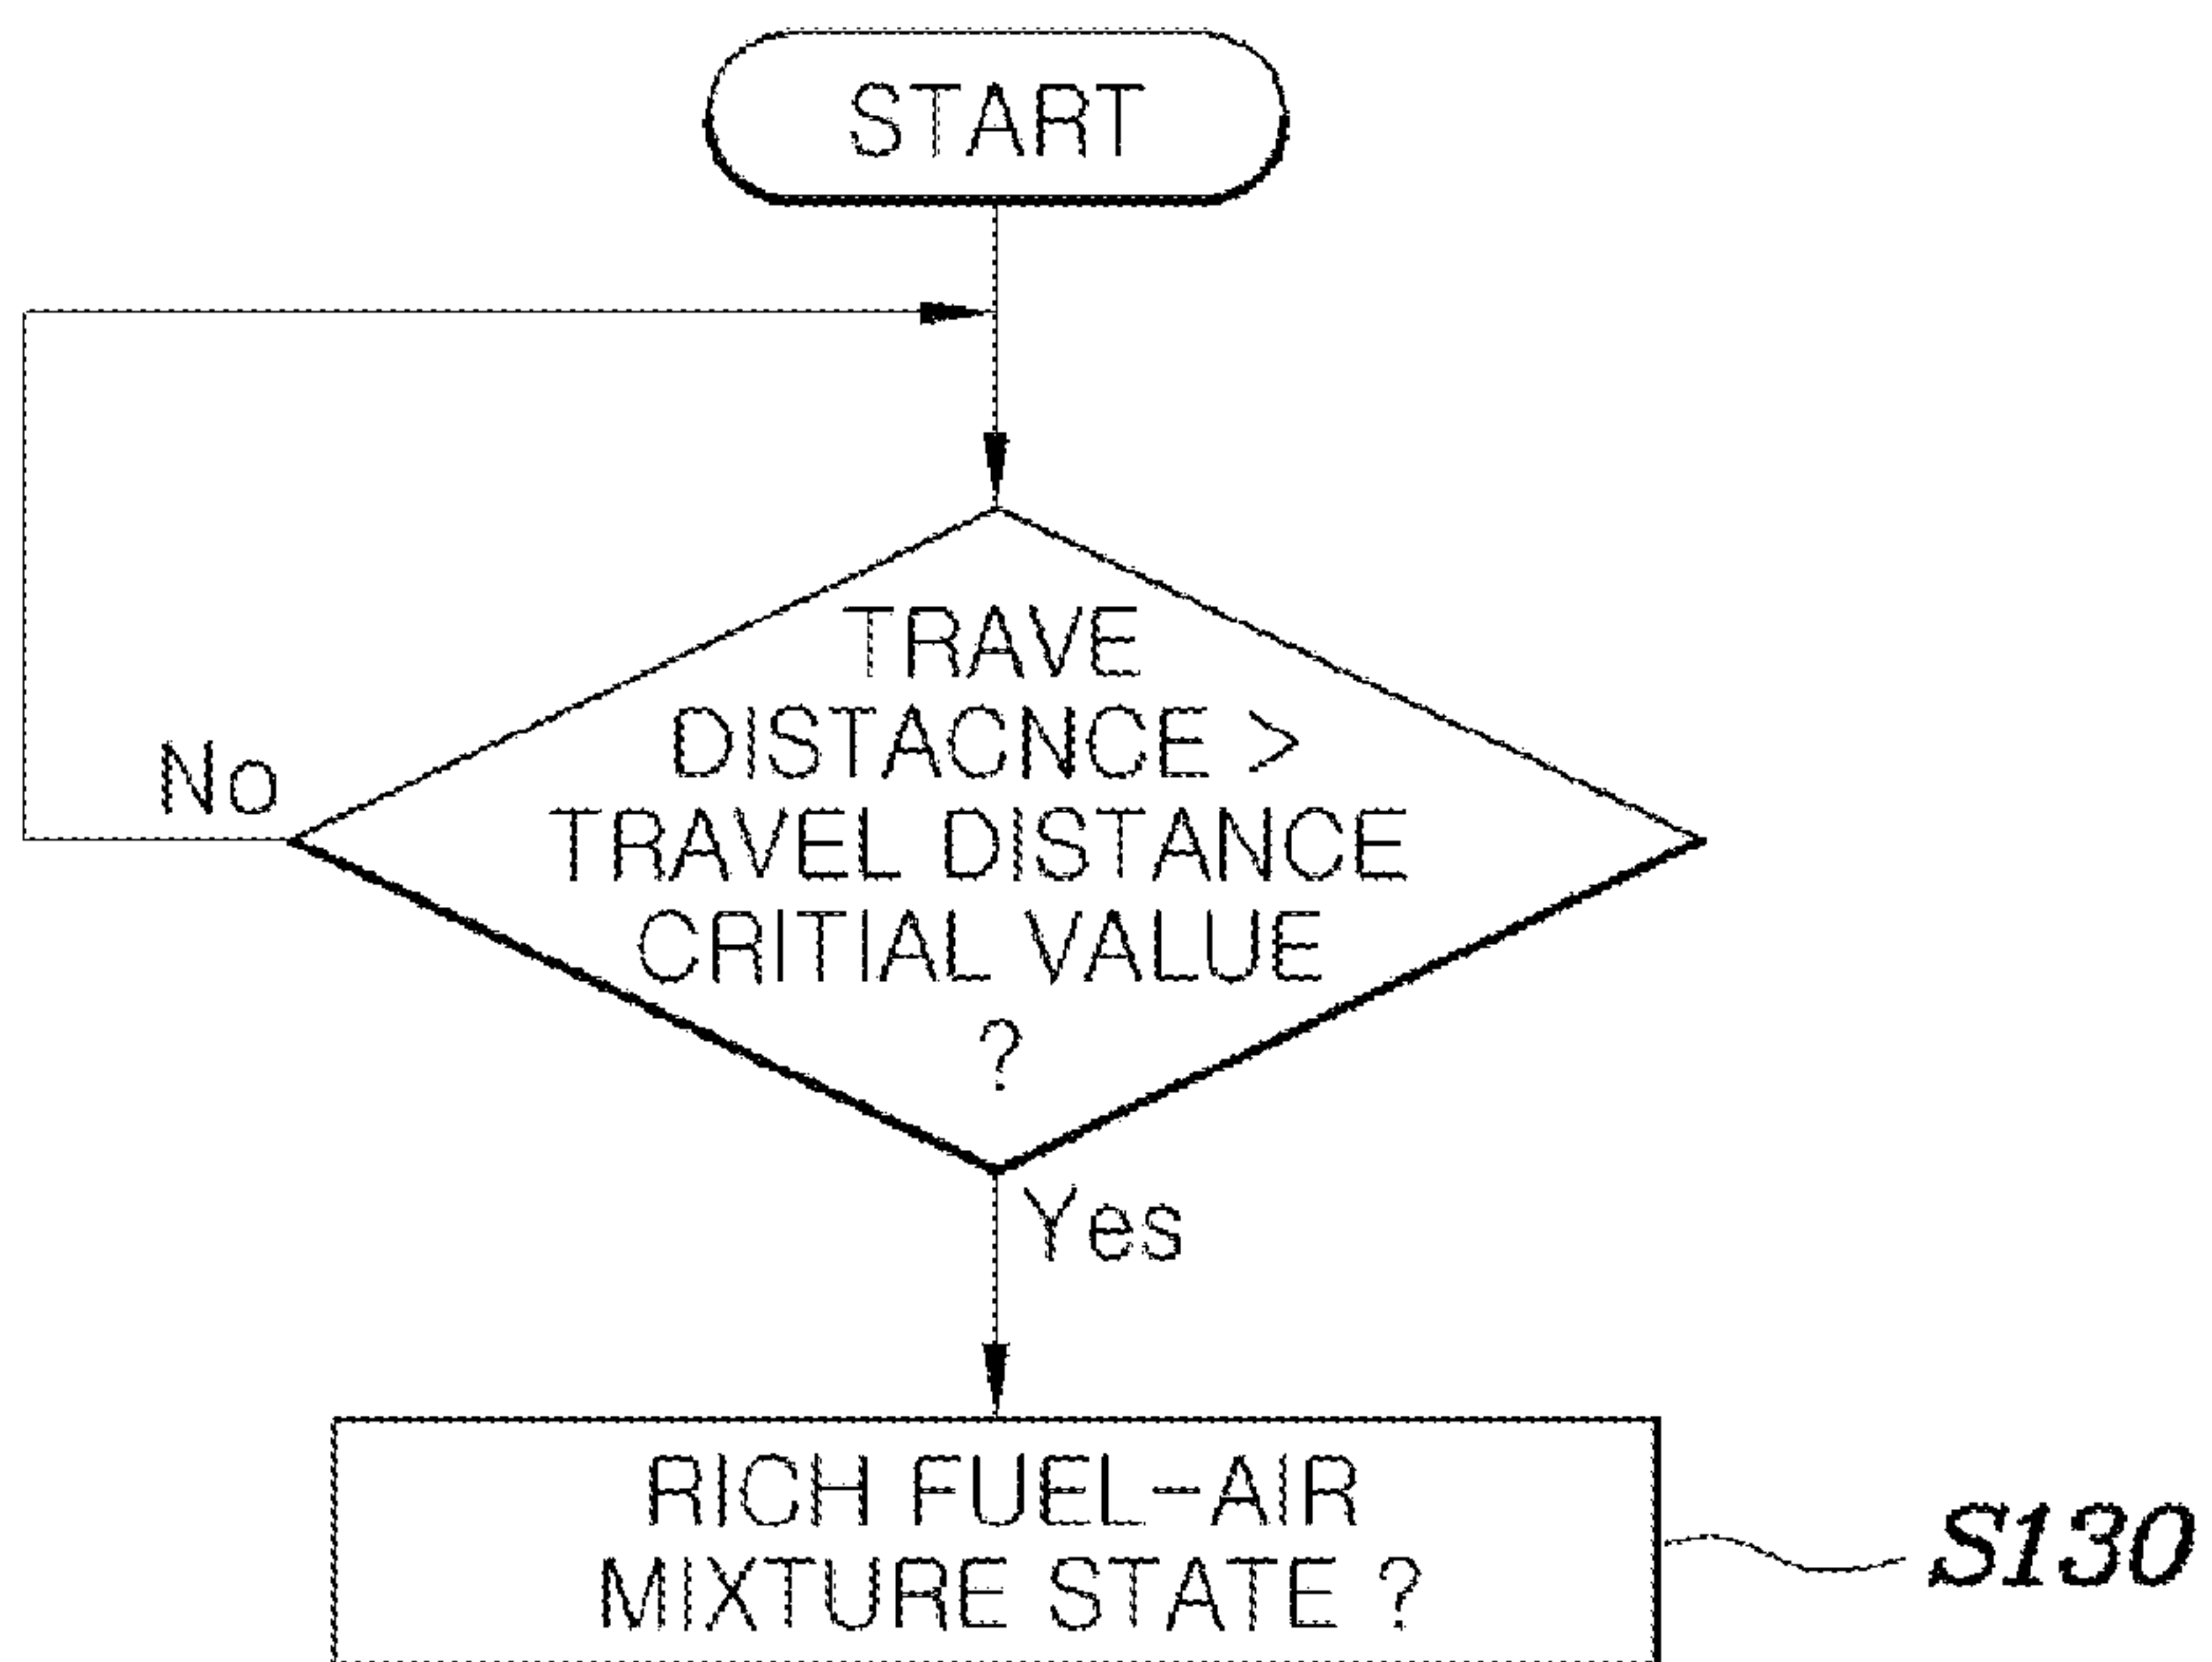 START
TRAVE
DISTACNCE >
TRAVEL DISTANCE
CRITIAL VALUE
?
No
Yes
RICH FUEL-AIR
MIXTURE STATE ?
S130